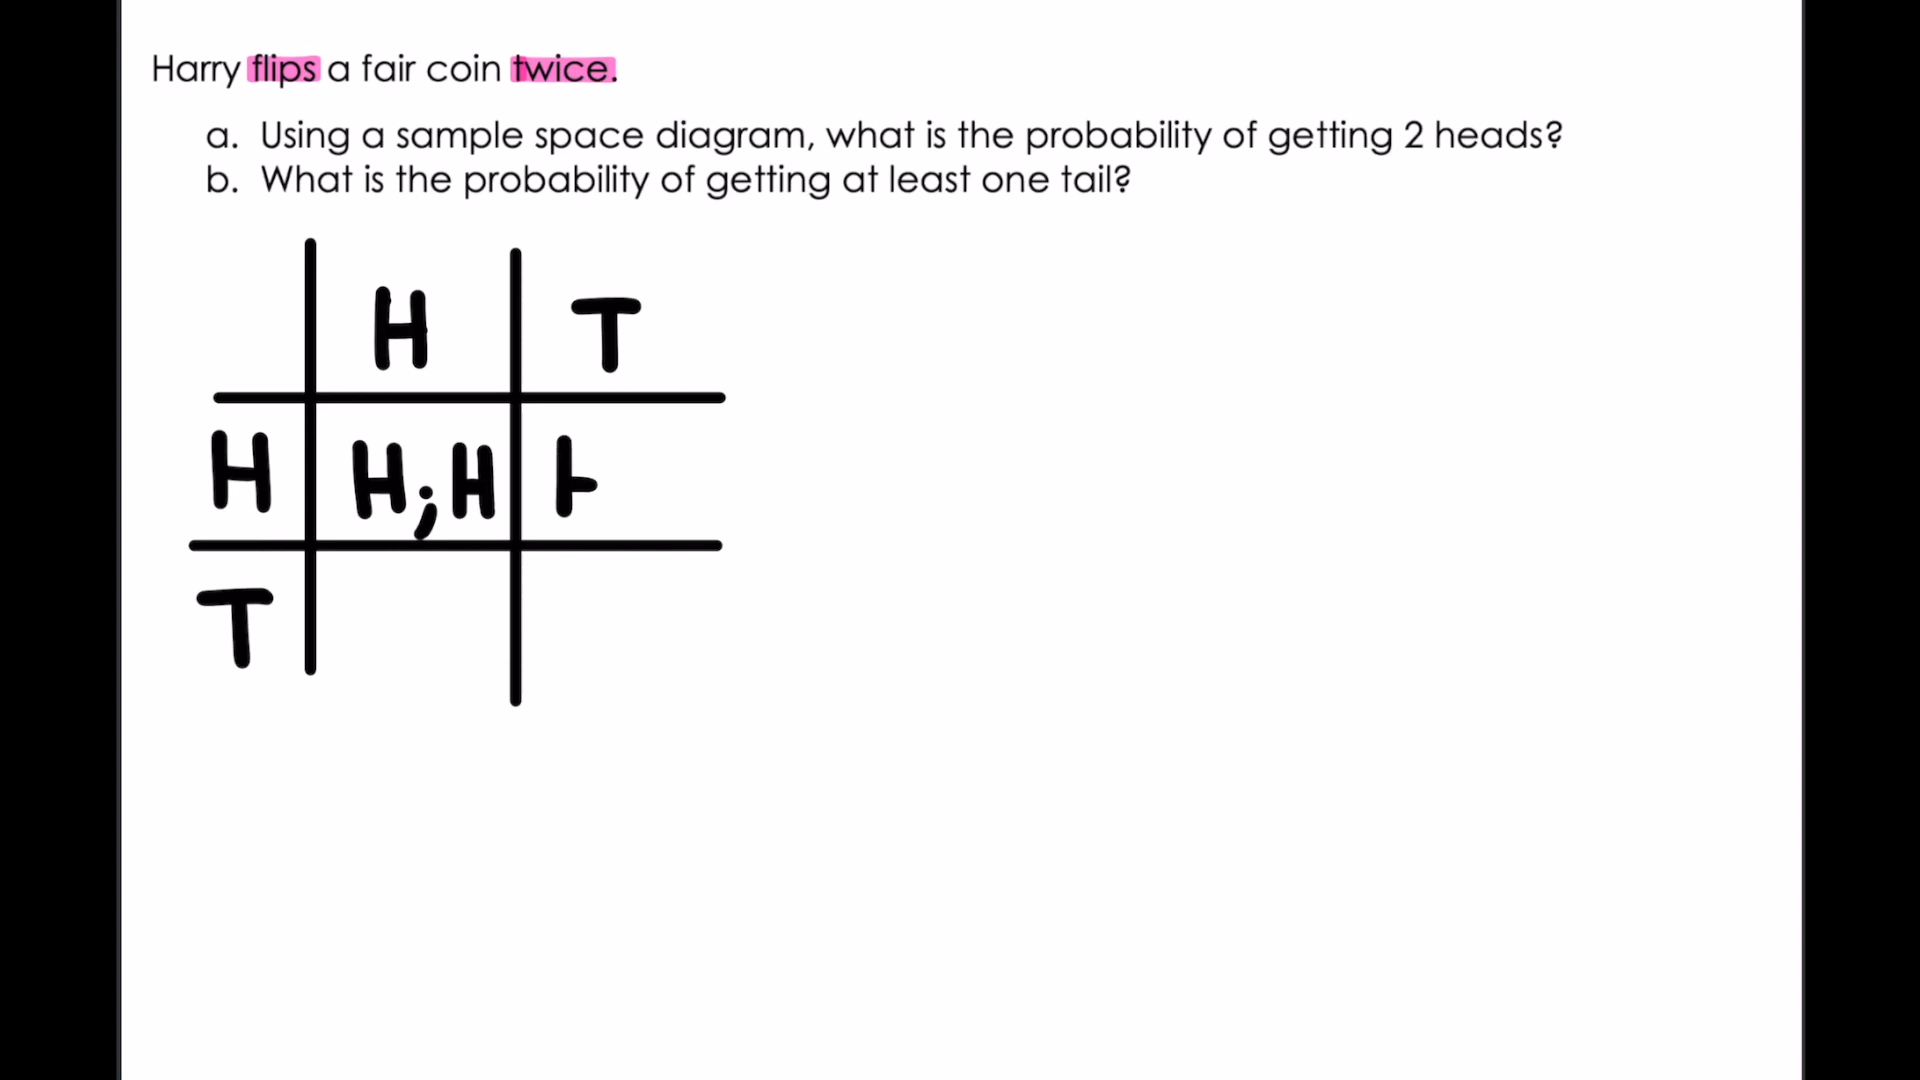 Harry flips a fair coin twice.
a. Using a sample space diagram, what is the probability of getting 2 heads?
b. What is the probability of getting at least one tail?
H T
H H;H
T